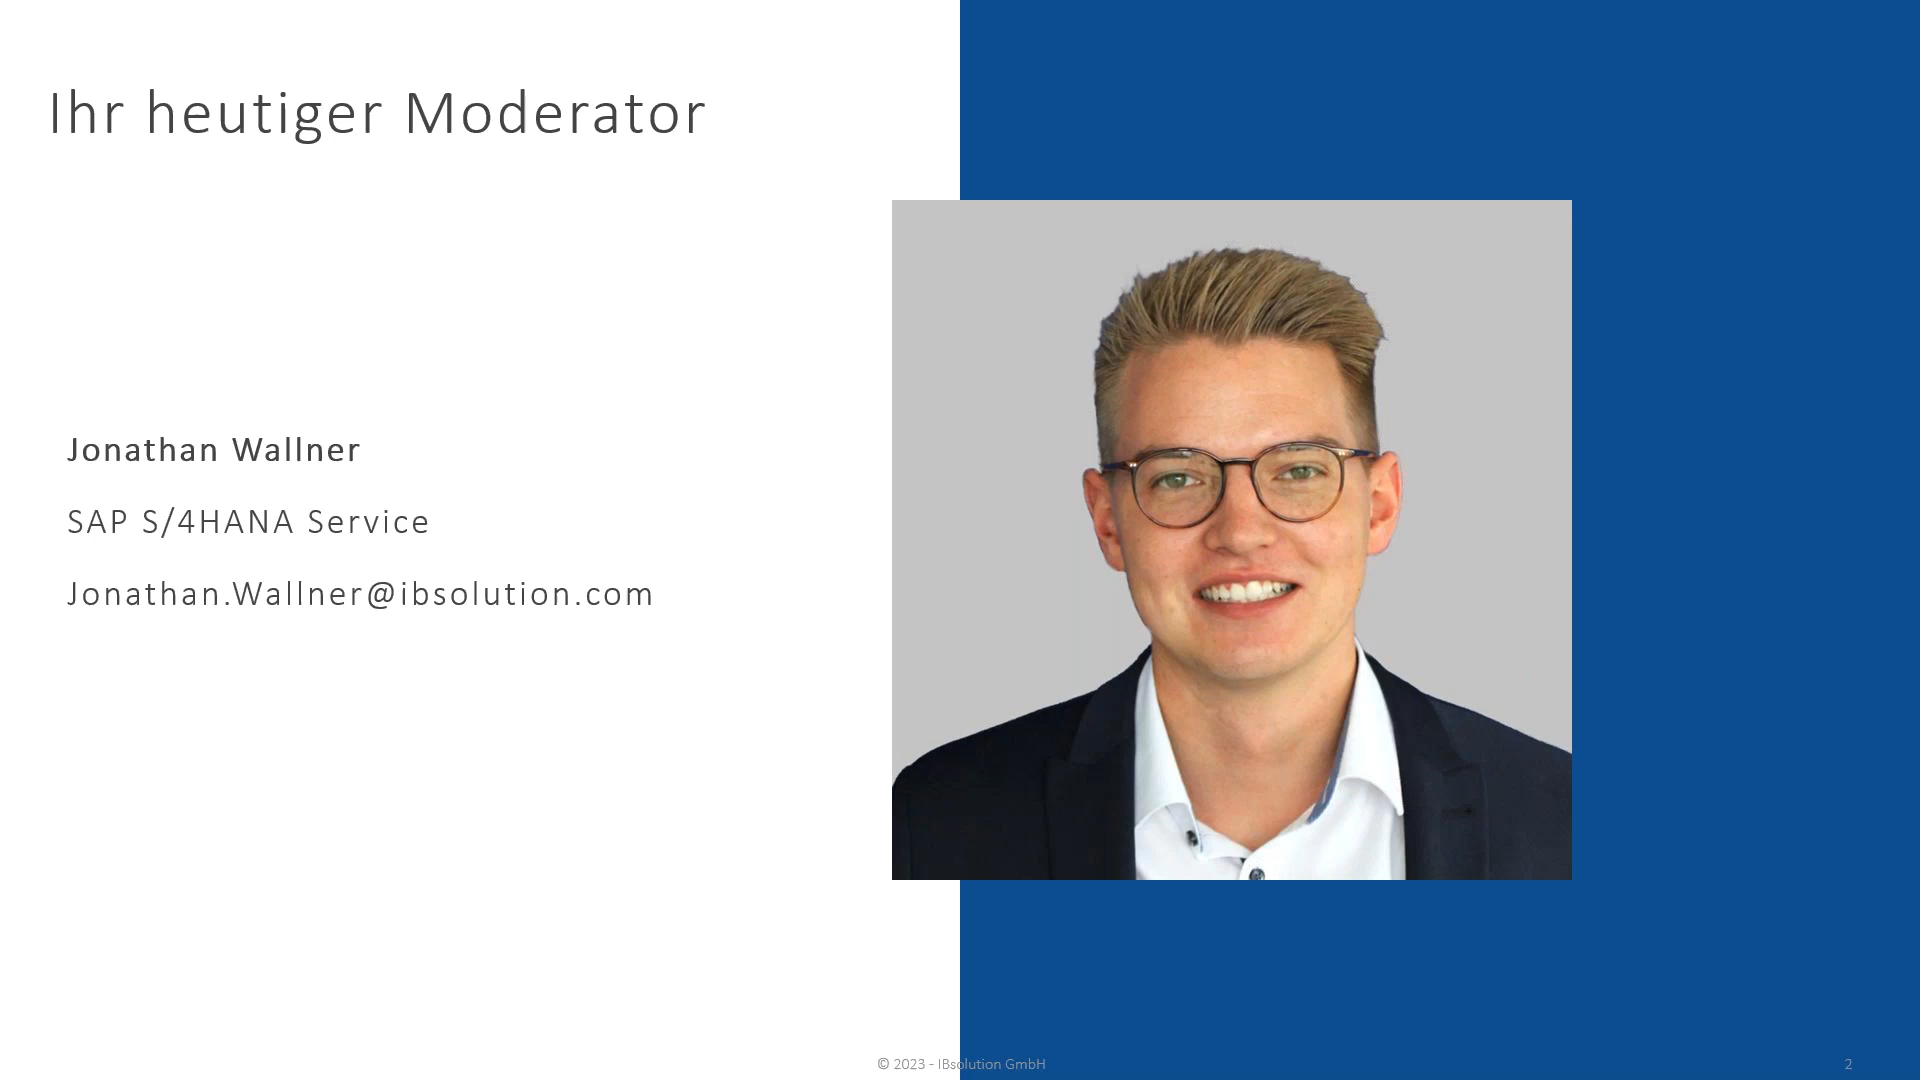 Ihr heutiger Moderator
Jonathan Wallner
SAP S/4HANA Service
Jonathan.Wallner@ibsolution.com
© 2023 - IBsolution GmbH
2